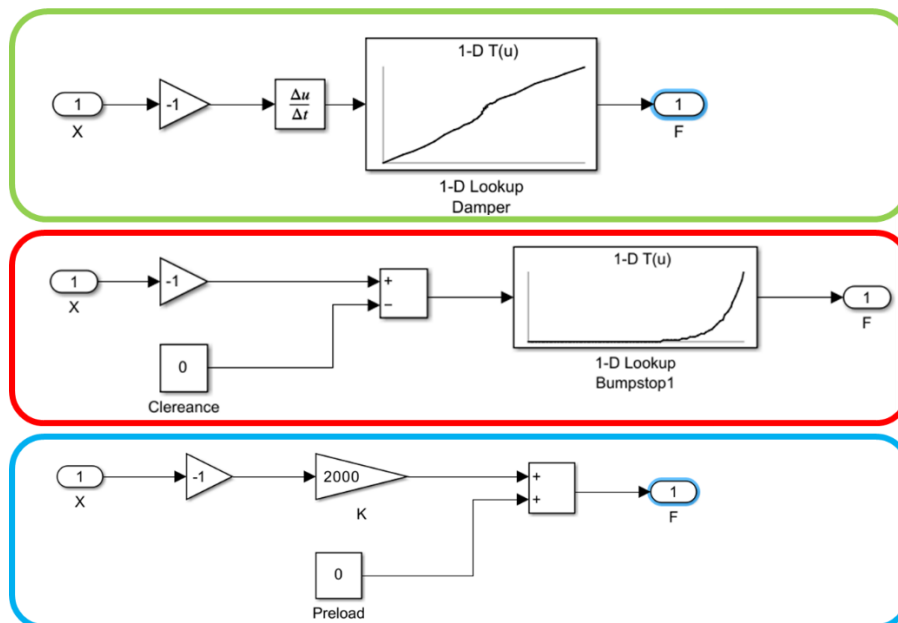 1
X
-1
Δu
Δt
1-D T(u)
1-D Lookup
Damper
1
F
1
X
-1
0
Clereance
+
−
1-D T(u)
1-D Lookup
Bumpstop1
1
F
1
X
-1
2000
K
0
Preload
+
+
1
F